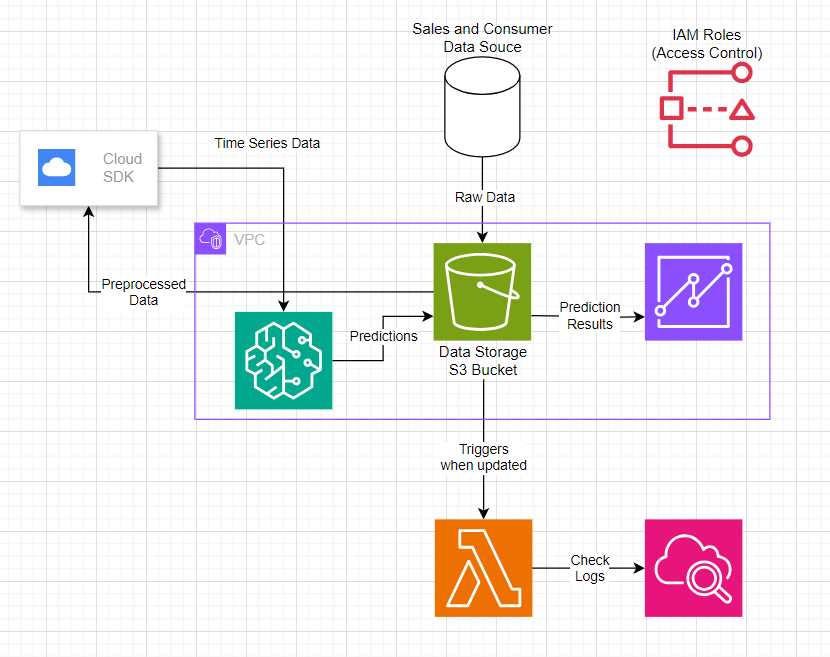 Sales and Consumer
Data Souce
IAM Roles
(Access Control)
Cloud
SDK
Time Series Data
Raw Data
VPC
Preprocessed
Data
Predictions
Prediction
Results
Data Storage
S3 Bucket
Triggers
when updated
Check
Logs